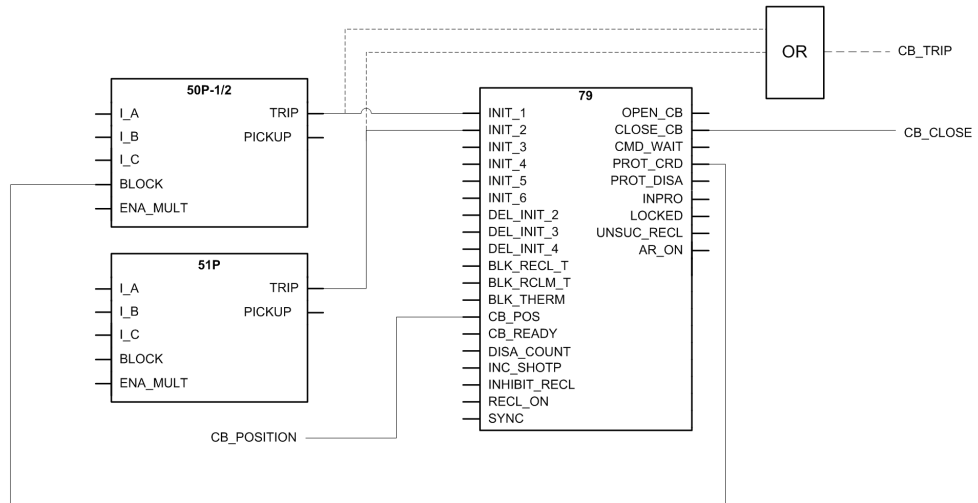 OR
CB_TRIP
50P-1/2
I_A
TRIP
I_B
PICKUP
I_C
BLOCK
ENA_MULT
79
INIT_1
OPEN_CB
INIT_2
CLOSE_CB
CB_CLOSE
INIT_3
CMD_WAIT
INIT_4
PROT_CRD
INIT_5
PROT_DISA
INIT_6
INPRO
DEL_INIT_2
LOCKED
DEL_INIT_3
UNSUC_RECL
DEL_INIT_4
AR_ON
BLK_RECL_T
BLK_RCLM_T
BLK_THERM
CB_POS
CB_READY
DISA_COUNT
INC_SHOTP
INHIBIT_RECL
RECL_ON
SYNC
51P
I_A
TRIP
I_B
PICKUP
I_C
BLOCK
ENA_MULT
CB_POSITION